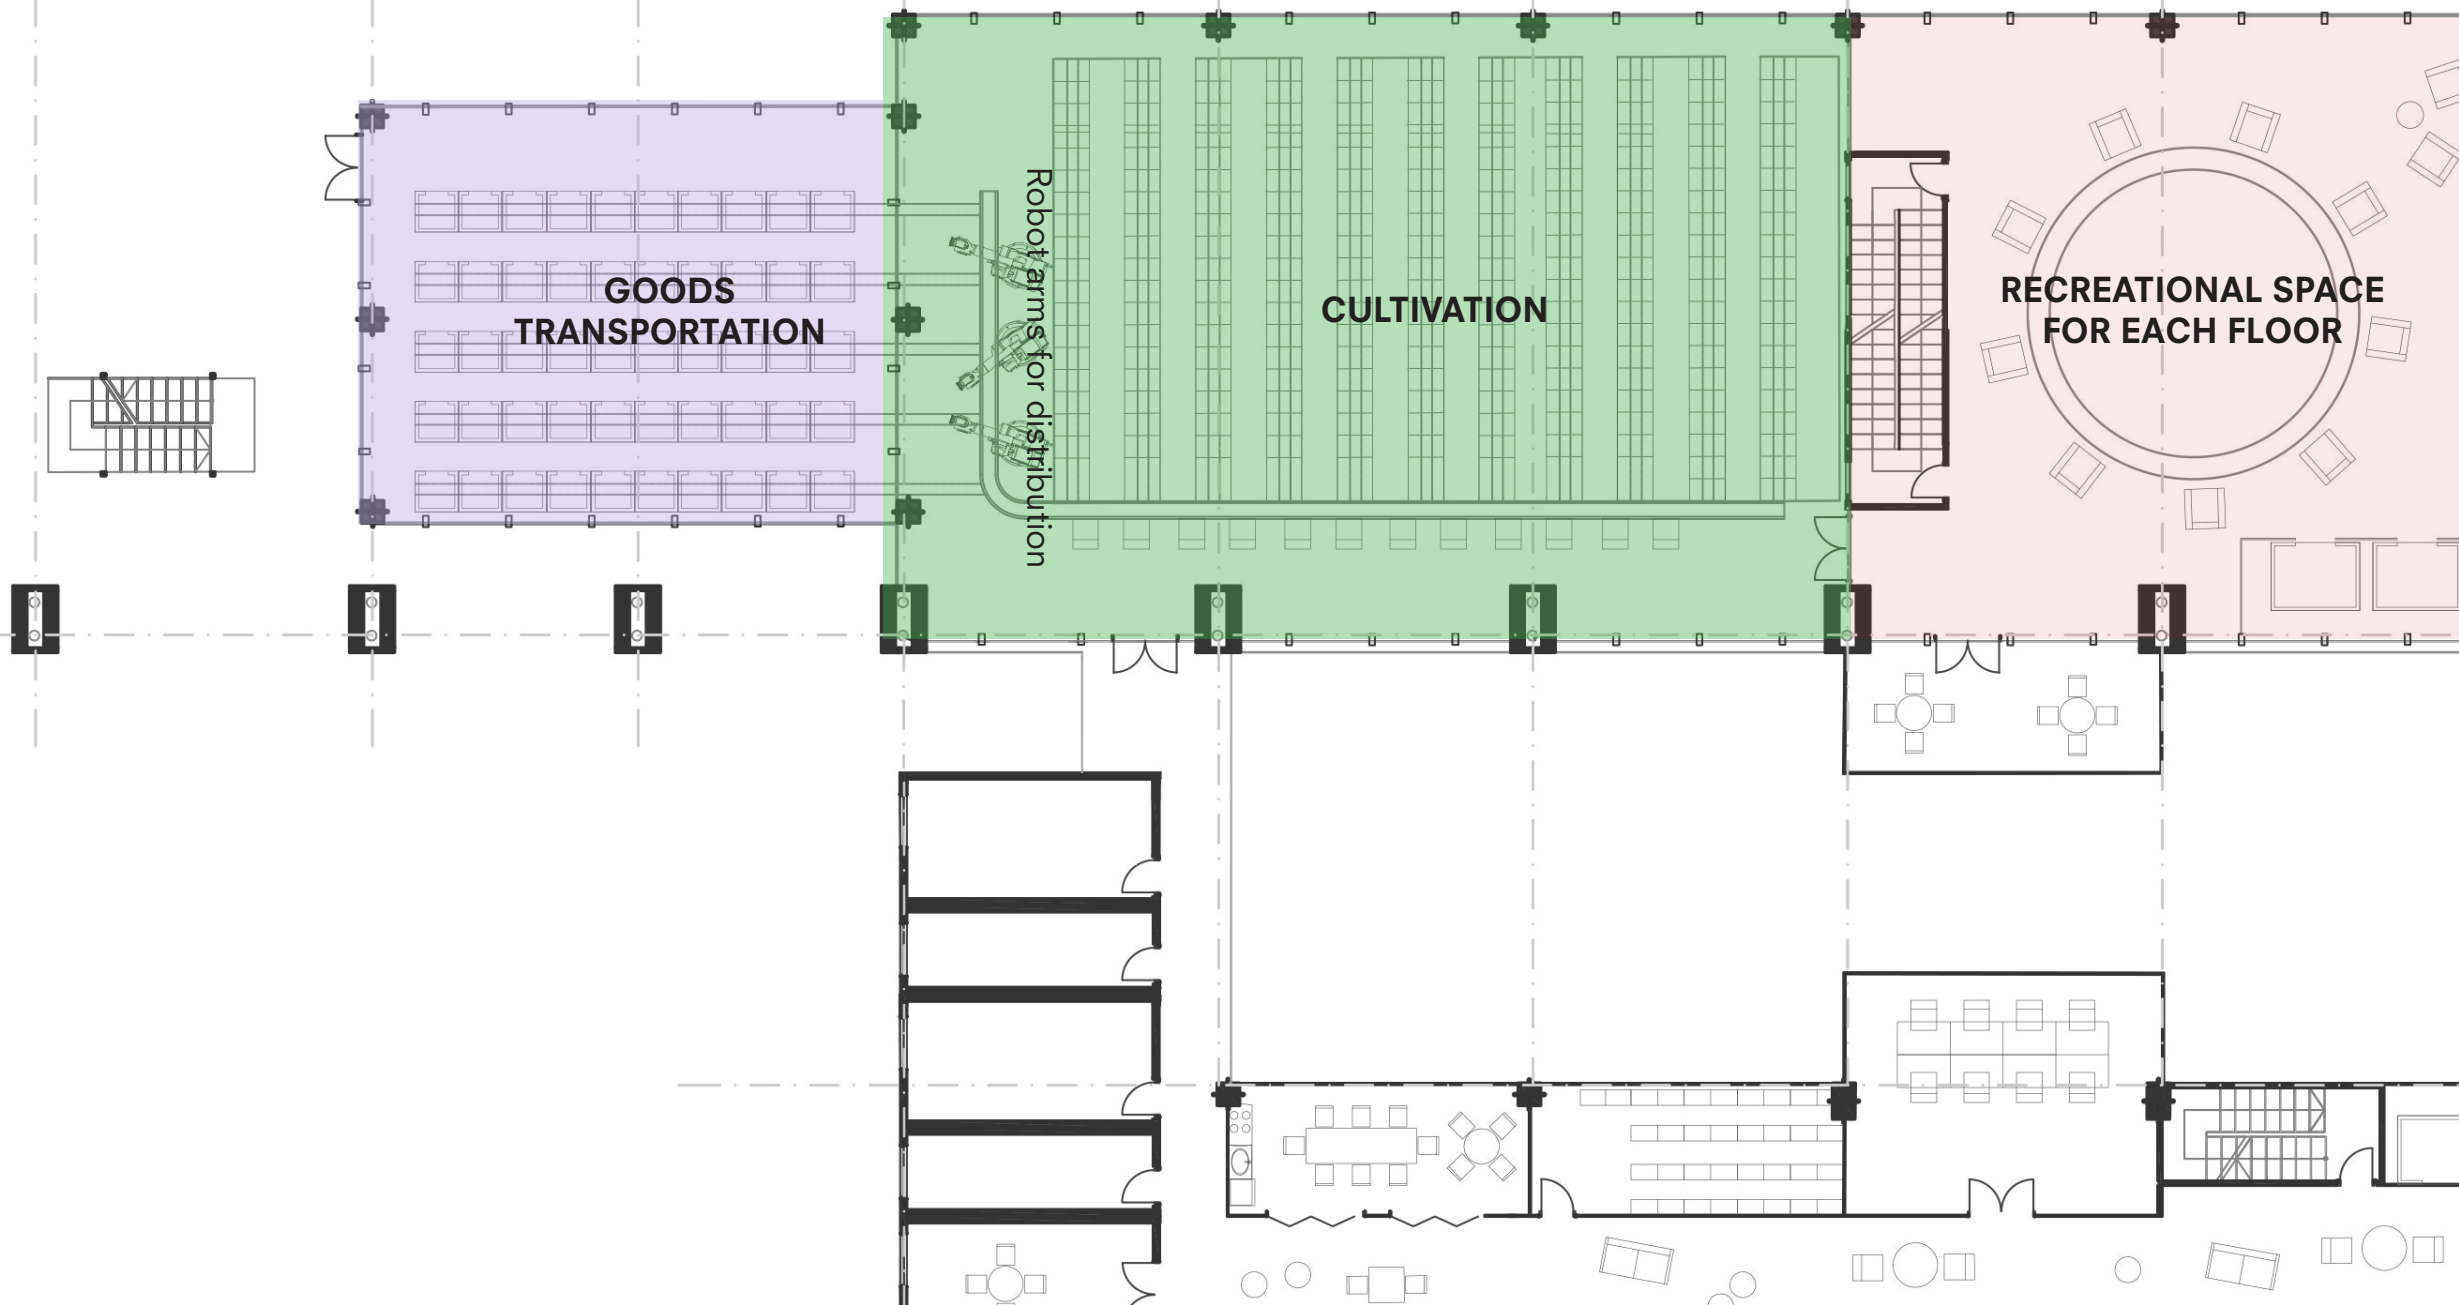 GOODS
TRANSPORTATION
Robot arms for distribution
CULTIVATION
RECREATIONAL SPACE
FOR EACH FLOOR